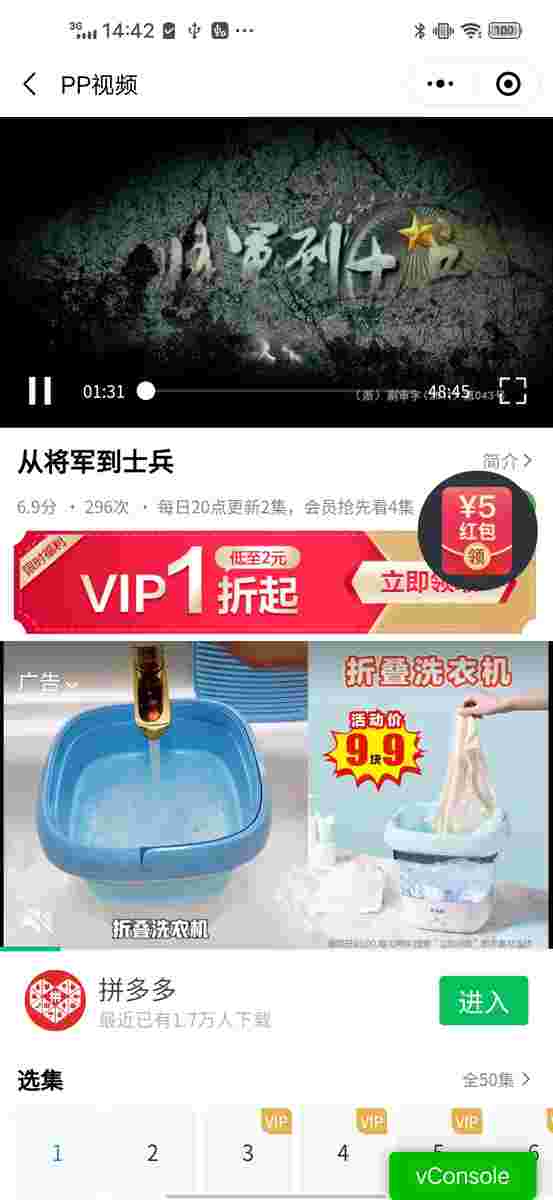 3G 14:42
100
PP视频
将军到士兵
01:31
48:45
从将军到士兵
简介
6.9分 · 296次 · 每日20点更新2集，会员抢先看4集
¥5
红包
领
限时福利
VIP1折起
低至2元
立即领
广告
折叠洗衣机
活动价
9块9
折叠洗衣机
拼多多
最近已有1.7万人下载
进入
选集
全50集
VIP VIP VIP
1 2 3 4 5 6
vConsole